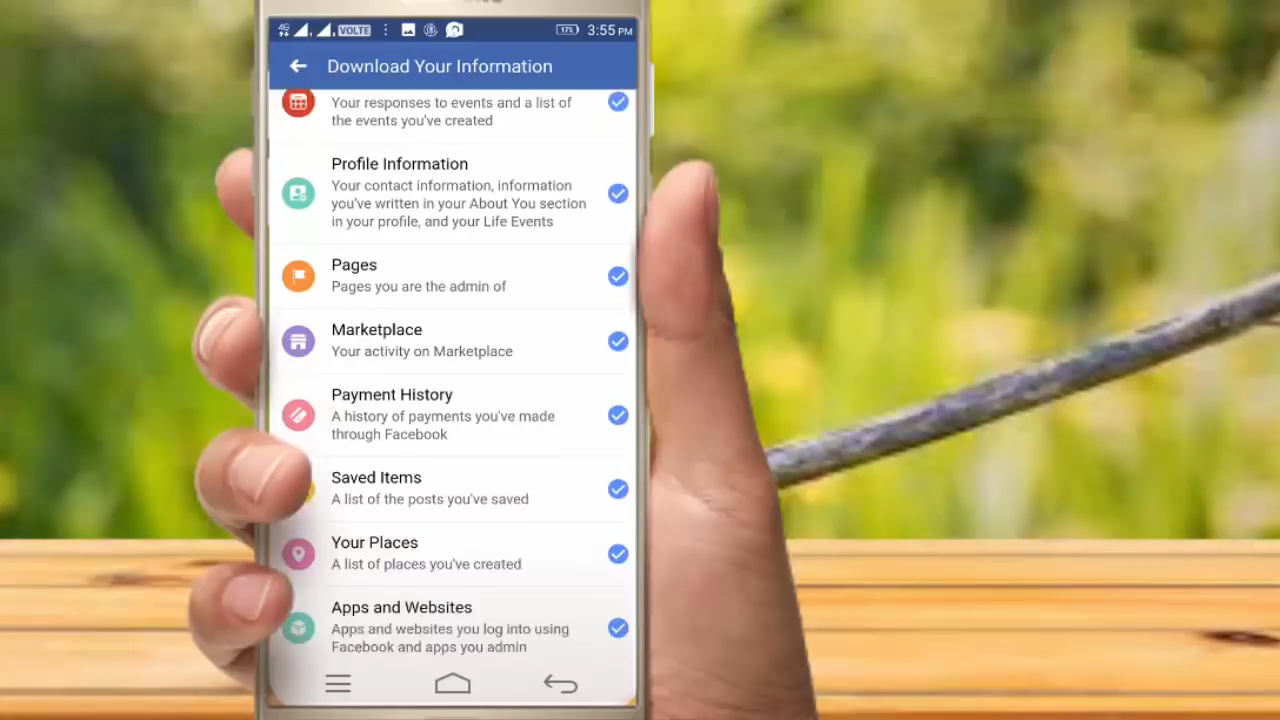 4G VOLTE 17% 3:55 PM
Download Your Information
Your responses to events and a list of
the events you've created
Profile Information
Your contact information, information
you've written in your About You section
in your profile, and your Life Events
Pages
Pages you are the admin of
Marketplace
Your activity on Marketplace
Payment History
A history of payments you've made
through Facebook
Saved Items
A list of the posts you've saved
Your Places
A list of places you've created
Apps and Websites
Apps and websites you log into using
Facebook and apps you admin